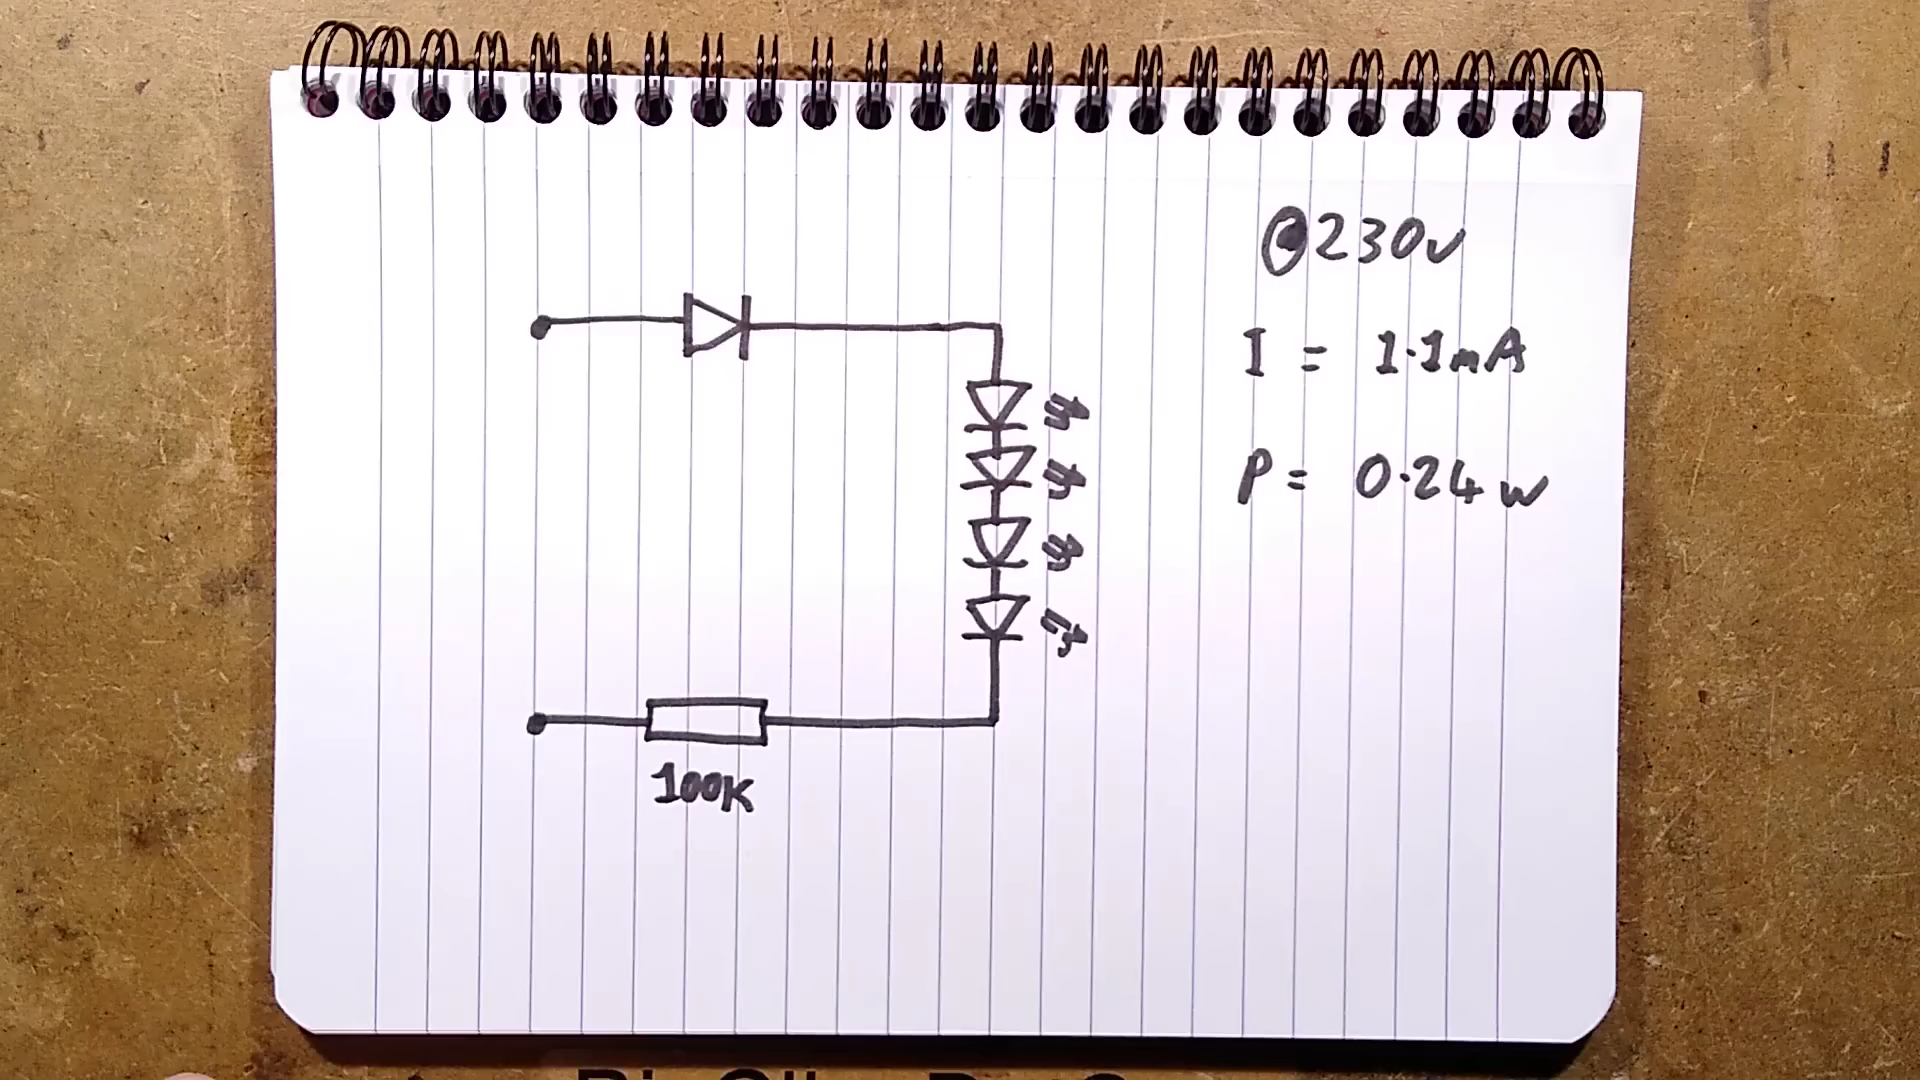 @230v
I = 1.1mA
P = 0.24w
100K